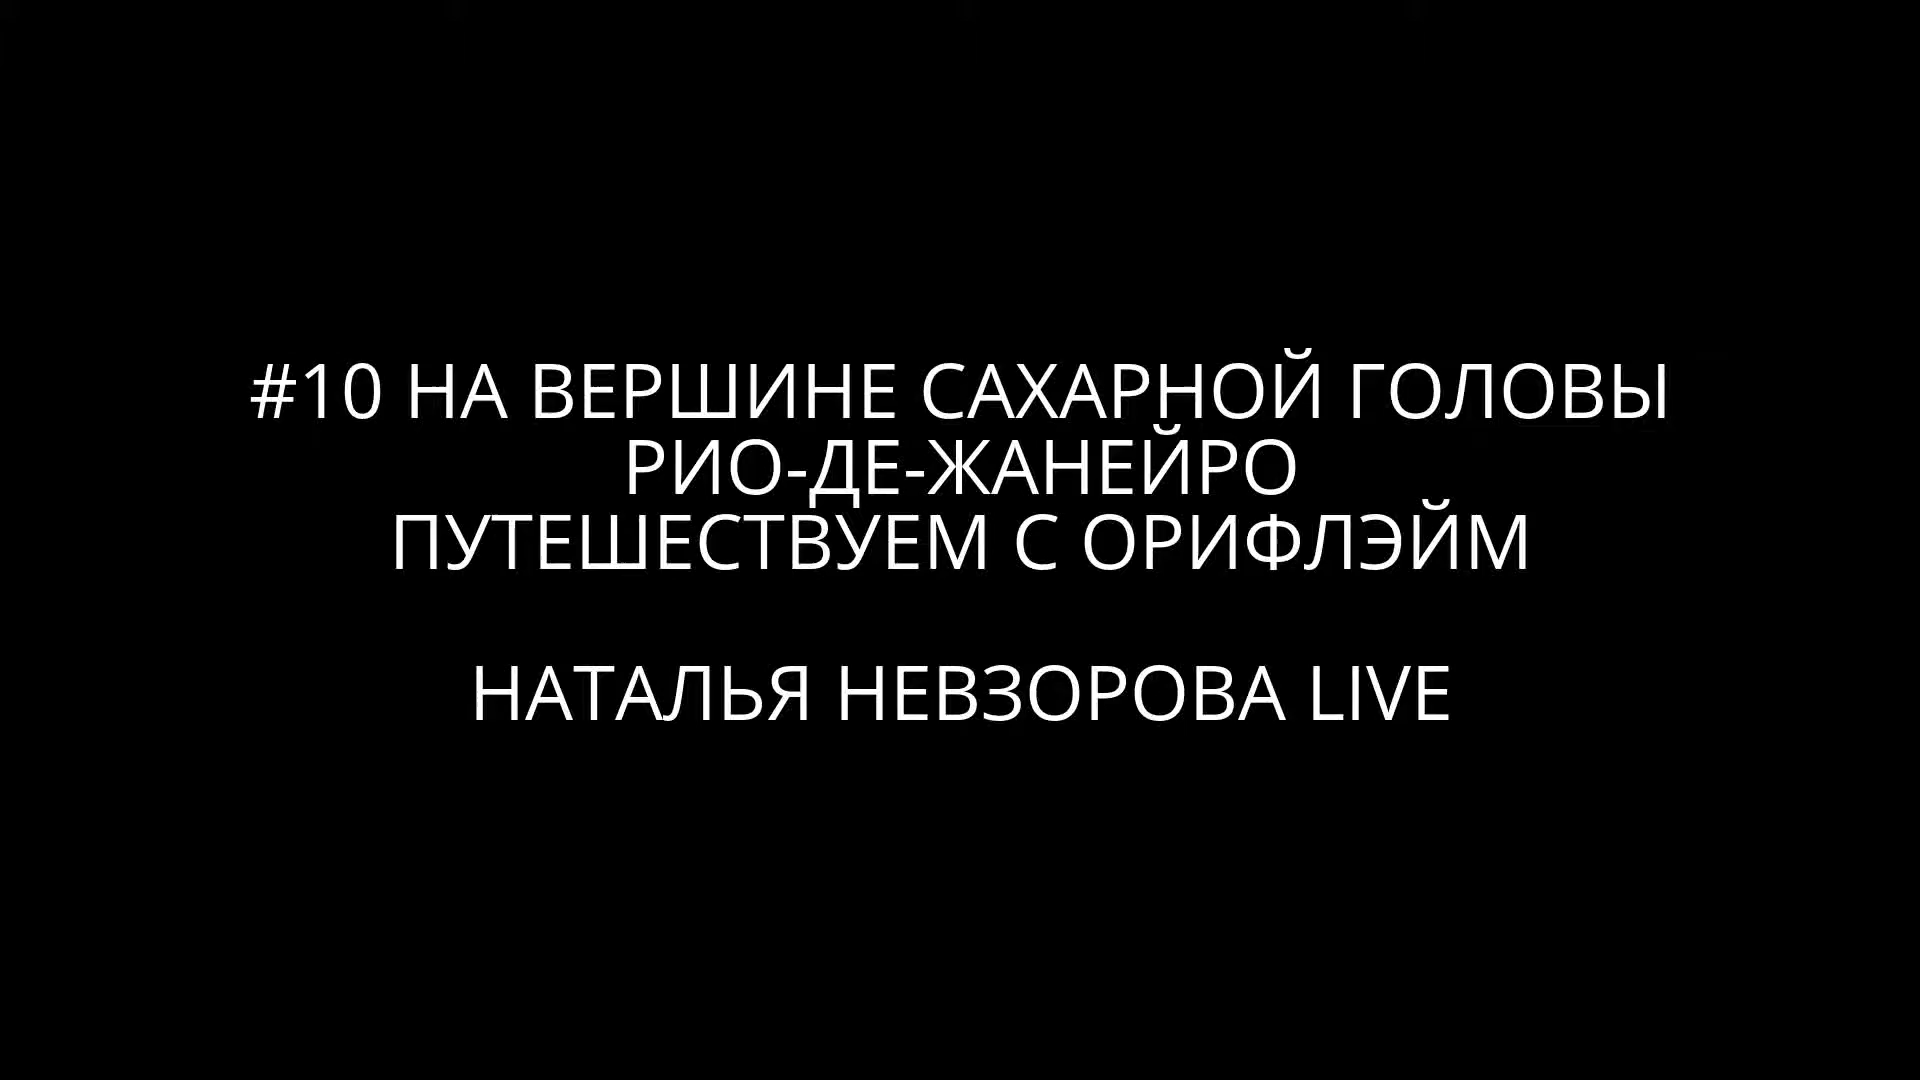 #10 НА ВЕРШИНЕ САХАРНОЙ ГОЛОВЫ
РИО-ДЕ-ЖАНЕЙРО
ПУТЕШЕСТВУЕМ С ОРИФЛЭЙМ
НАТАЛЬЯ НЕВЗОРОВА LIVE